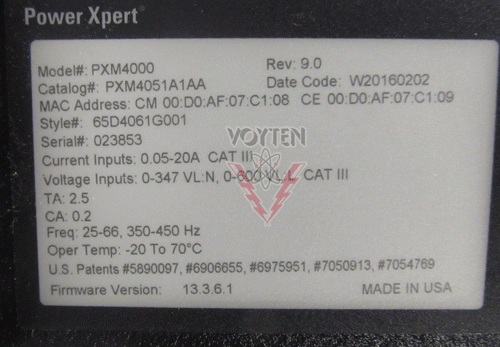 Power Xpert
Model#: PXM4000 Rev: 9.0
Catalog#: PXM4051A1AA Date Code: W20160202
MAC Address: CM 00:D0:AF:07:C1:08 CE 00:D0:AF:07:C1:09
Style#: 65D4061G001
Serial#: 023853
VOYTEN
Current Inputs: 0.05-20A CAT III
Voltage Inputs: 0-347 VL:N, 0-600 VL:L CAT III
TA: 2.5
CA: 0.2
Freq: 25-66, 350-450 Hz
Oper Temp: -20 To 70°C
U.S. Patents #5890097, #6906655, #6975951, #7050913, #7054769
Firmware Version: 13.3.6.1 MADE IN USA